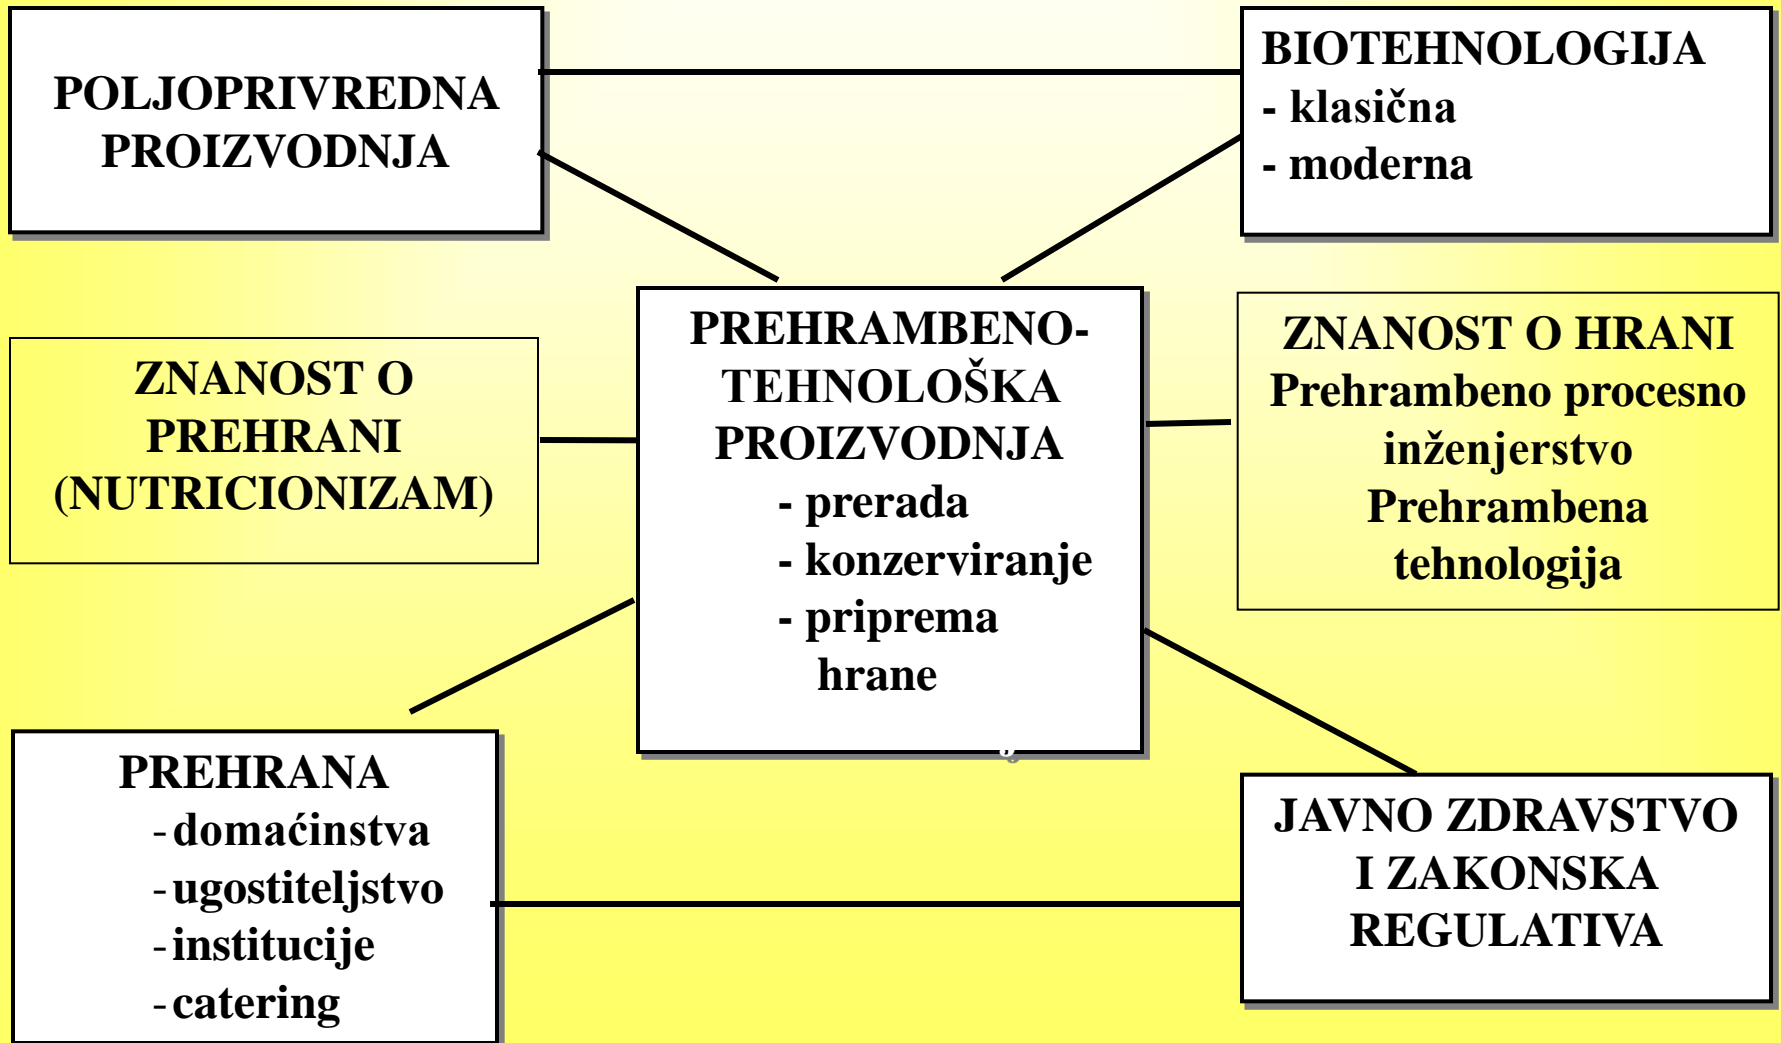 POLJOPRIVREDNA
PROIZVODNJA
BIOTEHNOLOGIJA
- klasična
- moderna
ZNANOST O
PREHRANI
(NUTRICIONIZAM)
PREHRAMBENO-
TEHNOLOŠKA
PROIZVODNJA
- prerada
- konzerviranje
- priprema
hrane
ZNANOST O HRANI
Prehrambeno procesno
inženjerstvo
Prehrambena
tehnologija
PREHRANA
-domaćinstva
-ugostiteljstvo
-institucije
-catering
JAVNO ZDRAVSTVO
I ZAKONSKA
REGULATIVA